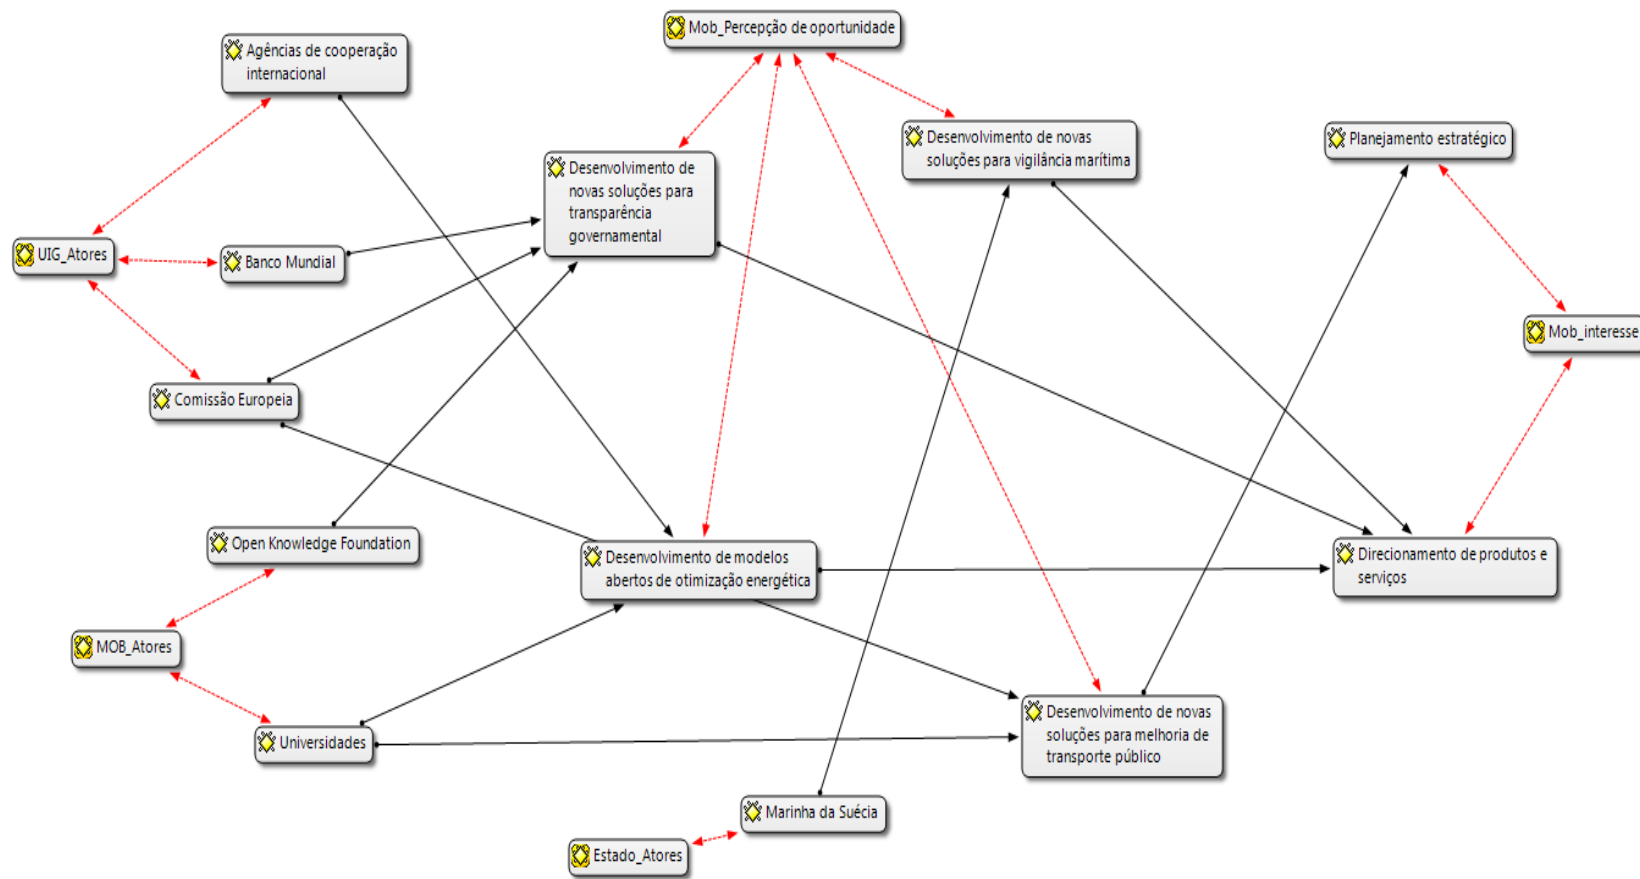 Mob_Percepção de oportunidade
Agências de cooperação
internacional
Desenvolvimento de novas
soluções para vigilância marítima
Planejamento estratégico
Desenvolvimento de
novas soluções para
transparência
governamental
UIG_Atores
Banco Mundial
Mob_interesse
Comissão Europeia
Open Knowledge Foundation
Desenvolvimento de modelos
abertos de otimização energética
Direcionamento de produtos e
serviços
MOB_Atores
Universidades
Desenvolvimento de novas
soluções para melhoria de
transporte público
Marinha da Suécia
Estado_Atores